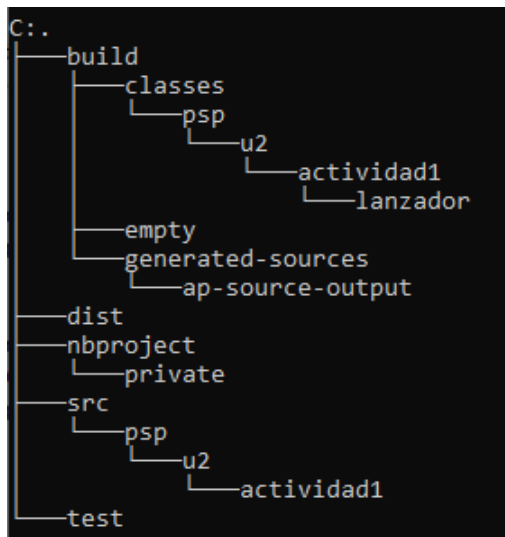 C:.
├───build
│   ├───classes
│   │   └───psp
│   │       └───u2
│   │           └───actividad1
│   │               └───lanzador
│   ├───empty
│   └───generated-sources
│       └───ap-source-output
├───dist
├───nbproject
│   └───private
├───src
│   └───psp
│       └───u2
│           └───actividad1
└───test